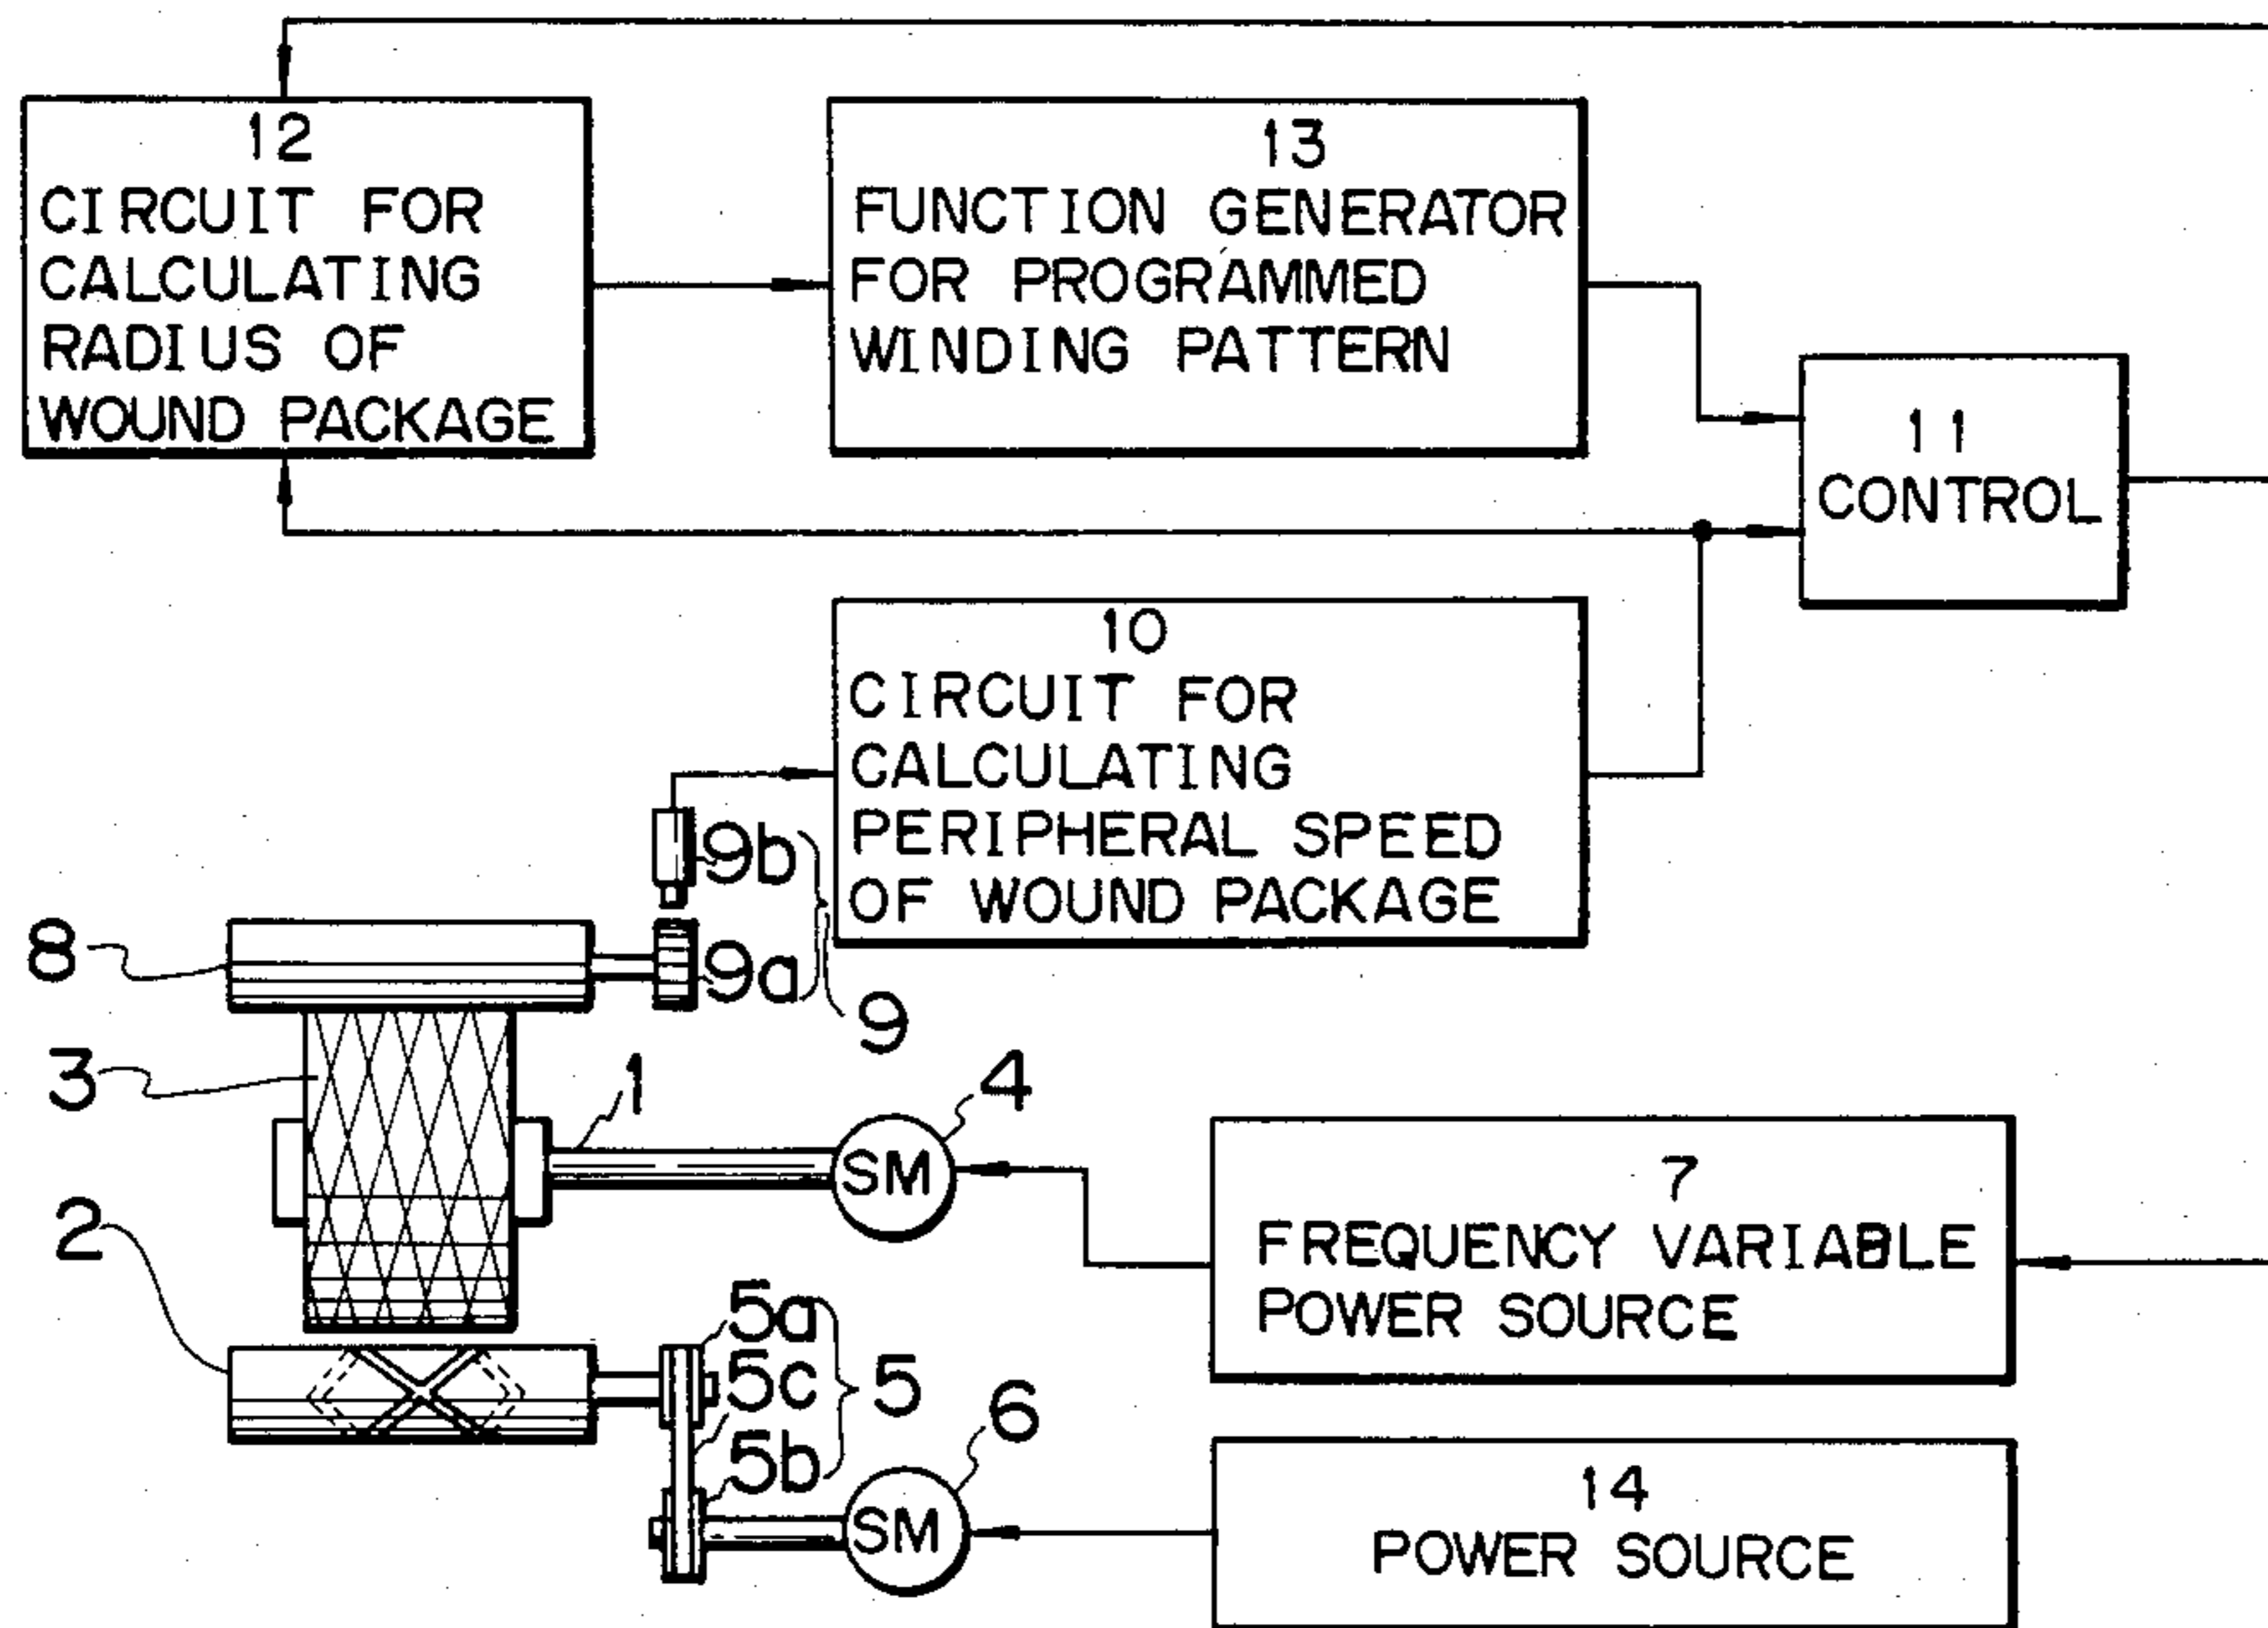 12
CIRCUIT FOR
CALCULATING
RADIUS OF
WOUND PACKAGE
13
FUNCTION GENERATOR
FOR PROGRAMMED
WINDING PATTERN
11
CONTROL
10
CIRCUIT FOR
CALCULATING
PERIPHERAL SPEED
OF WOUND PACKAGE
9b
9a
9
8
3
1
4
SM
2
7
FREQUENCY VARIABLE
POWER SOURCE
5a
5c
5
5b
6
SM
14
POWER SOURCE